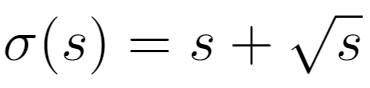 σ(s) = s + √s